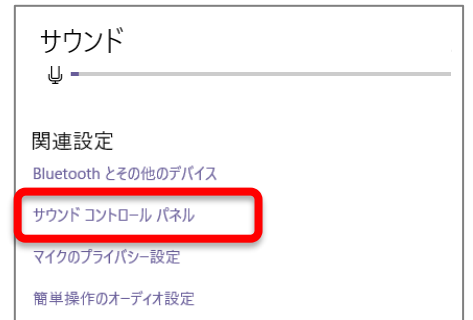 サウンド
関連設定
Bluetooth とその他のデバイス
サウンド コントロール パネル
マイクのプライバシー設定
簡単操作のオーディオ設定